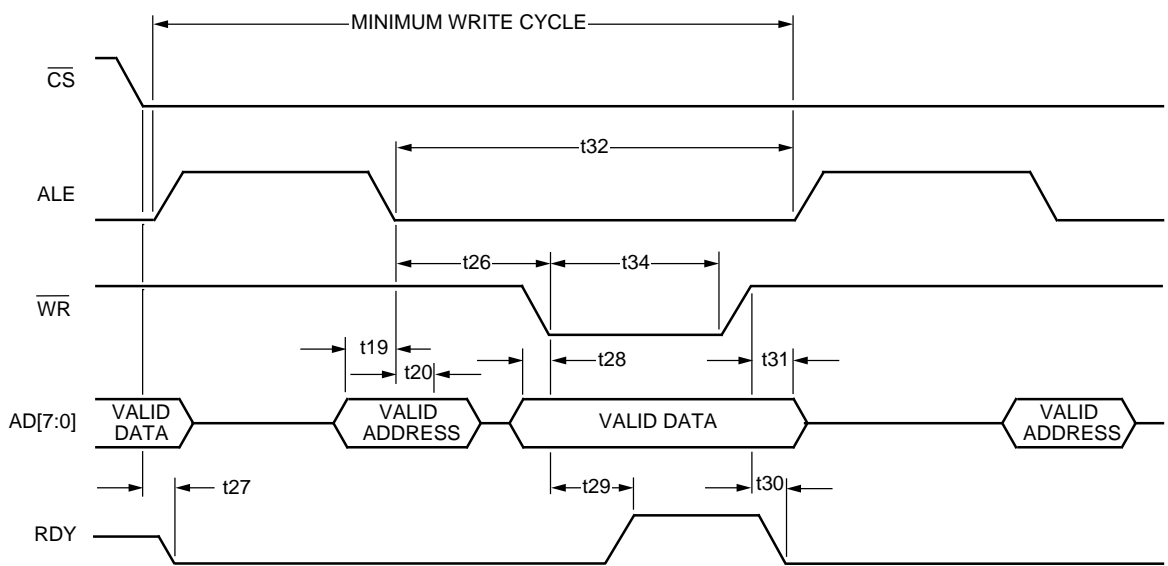 MINIMUM WRITE CYCLE
CS
t32
ALE
t26
t34
WR
t19
t28
t31
t20
AD[7:0]
VALID
DATA
VALID
ADDRESS
VALID DATA
VALID
ADDRESS
t27
t29
t30
RDY